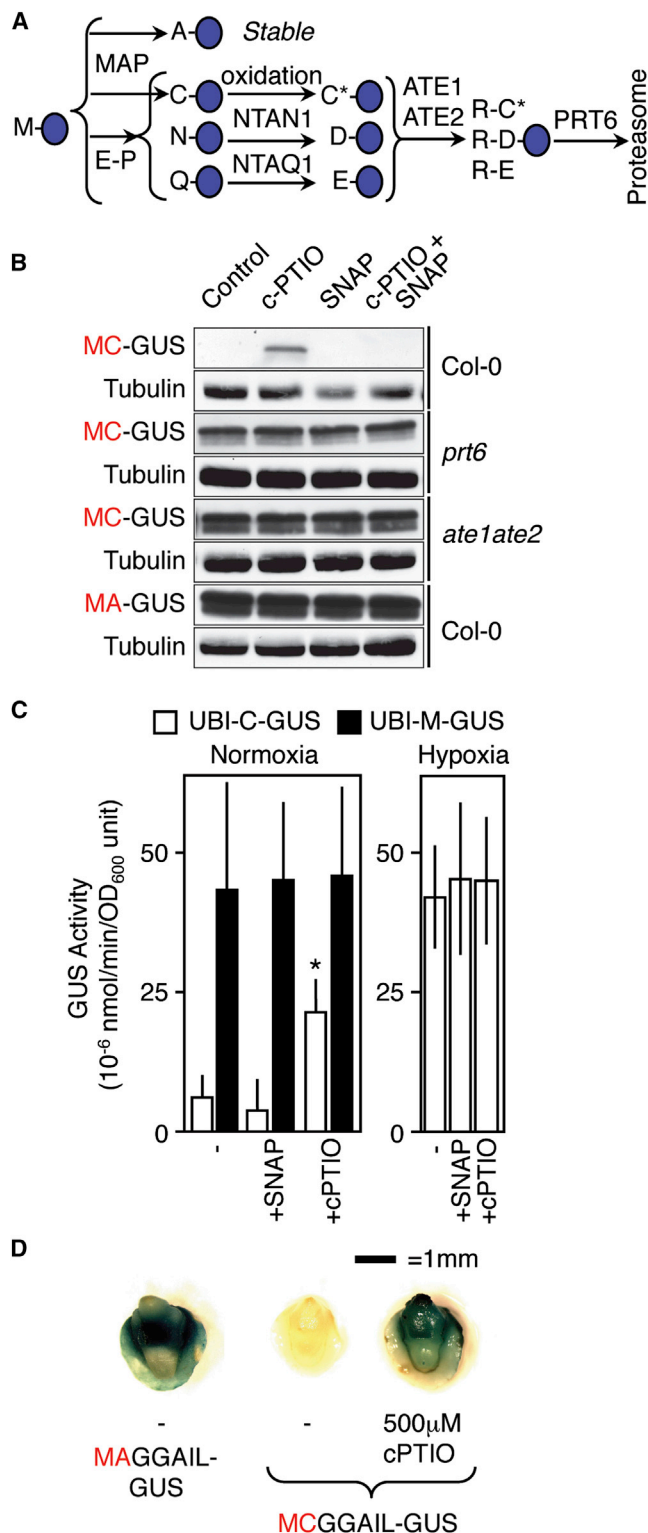 A
A- Stable
MAP
M-
C- oxidation C*-
N- NTAN1 D-
E-P
Q- NTAQ1 E-
ATE1
ATE2
R-C*
R-D-
R-E
PRT6
Proteasome
B
Control c-PTIO SNAP c-PTIO + SNAP
MC-GUS
Tubulin
Col-0
MC-GUS
Tubulin
prt6
MC-GUS
Tubulin
ate1ate2
MA-GUS
Tubulin
Col-0
C
UBI-C-GUS UBI-M-GUS
Normoxia Hypoxia
GUS Activity
(10-6 nmol/min/OD600 unit)
50
25
0
*
- +SNAP +cPTIO
50
25
0
- +SNAP +cPTIO
D
=1mm
- - 500µM
cPTIO
MAGGAIL-
GUS
MCGGAIL-GUS